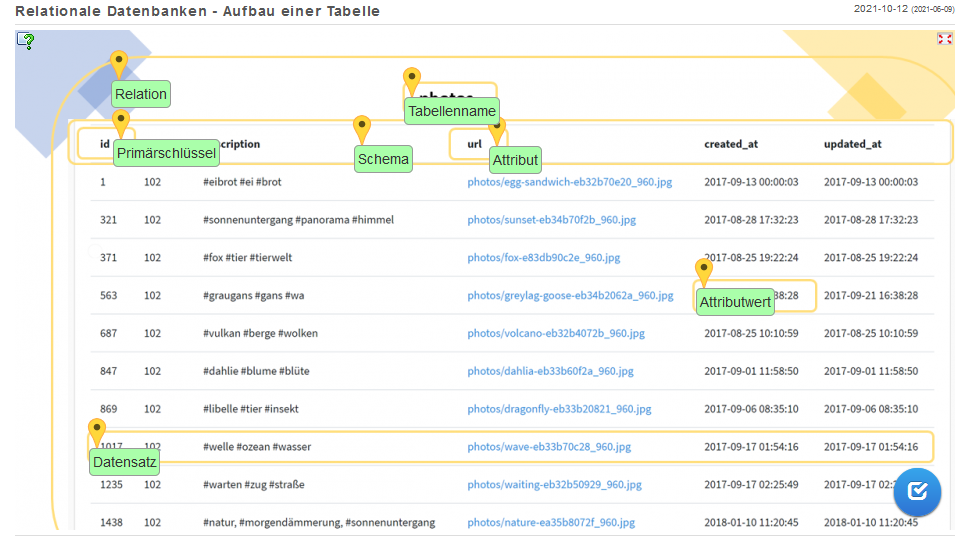 Relationale Datenbanken - Aufbau einer Tabelle
2021-10-12 (2021-06-09)
Relation
photos
Tabellenname
id
Primärschlüssel
Schema
url
Attribut
created_at
updated_at
1 102 #eibrot #ei #brot photos/egg-sandwich-eb32b70e20_960.jpg 2017-09-13 00:00:03 2017-09-13 00:00:03
321 102 #sonnenuntergang #panorama #himmel photos/sunset-eb34b70f2b_960.jpg 2017-08-28 17:32:23 2017-08-28 17:32:23
371 102 #fox #tier #tierwelt photos/fox-e83db90c2e_960.jpg 2017-08-25 19:22:24 2017-08-25 19:22:24
563 102 #graugans #gans #wa photos/greylag-goose-eb34b2062a_960.jpg 38:28 2017-09-21 16:38:28
Attributwert
687 102 #vulkan #berge #wolken photos/volcano-eb32b4072b_960.jpg 2017-08-25 10:10:59 2017-08-25 10:10:59
847 102 #dahlie #blume #blüte photos/dahlia-eb33b60f2a_960.jpg 2017-09-01 11:58:50 2017-09-01 11:58:50
869 102 #libelle #tier #insekt photos/dragonfly-eb33b20821_960.jpg 2017-09-06 08:35:10 2017-09-06 08:35:10
1017 102 #welle #ozean #wasser photos/wave-eb33b70c28_960.jpg 2017-09-17 01:54:16 2017-09-17 01:54:16
Datensatz
1235 102 #warten #zug #straße photos/waiting-eb32b50929_960.jpg 2017-09-17 02:25:49 2017-09-17 02:2
1438 102 #natur, #morgendämmerung, #sonnenuntergang photos/nature-ea35b8072f_960.jpg 2018-01-10 11:20:45 2018-01-10 11:20:45